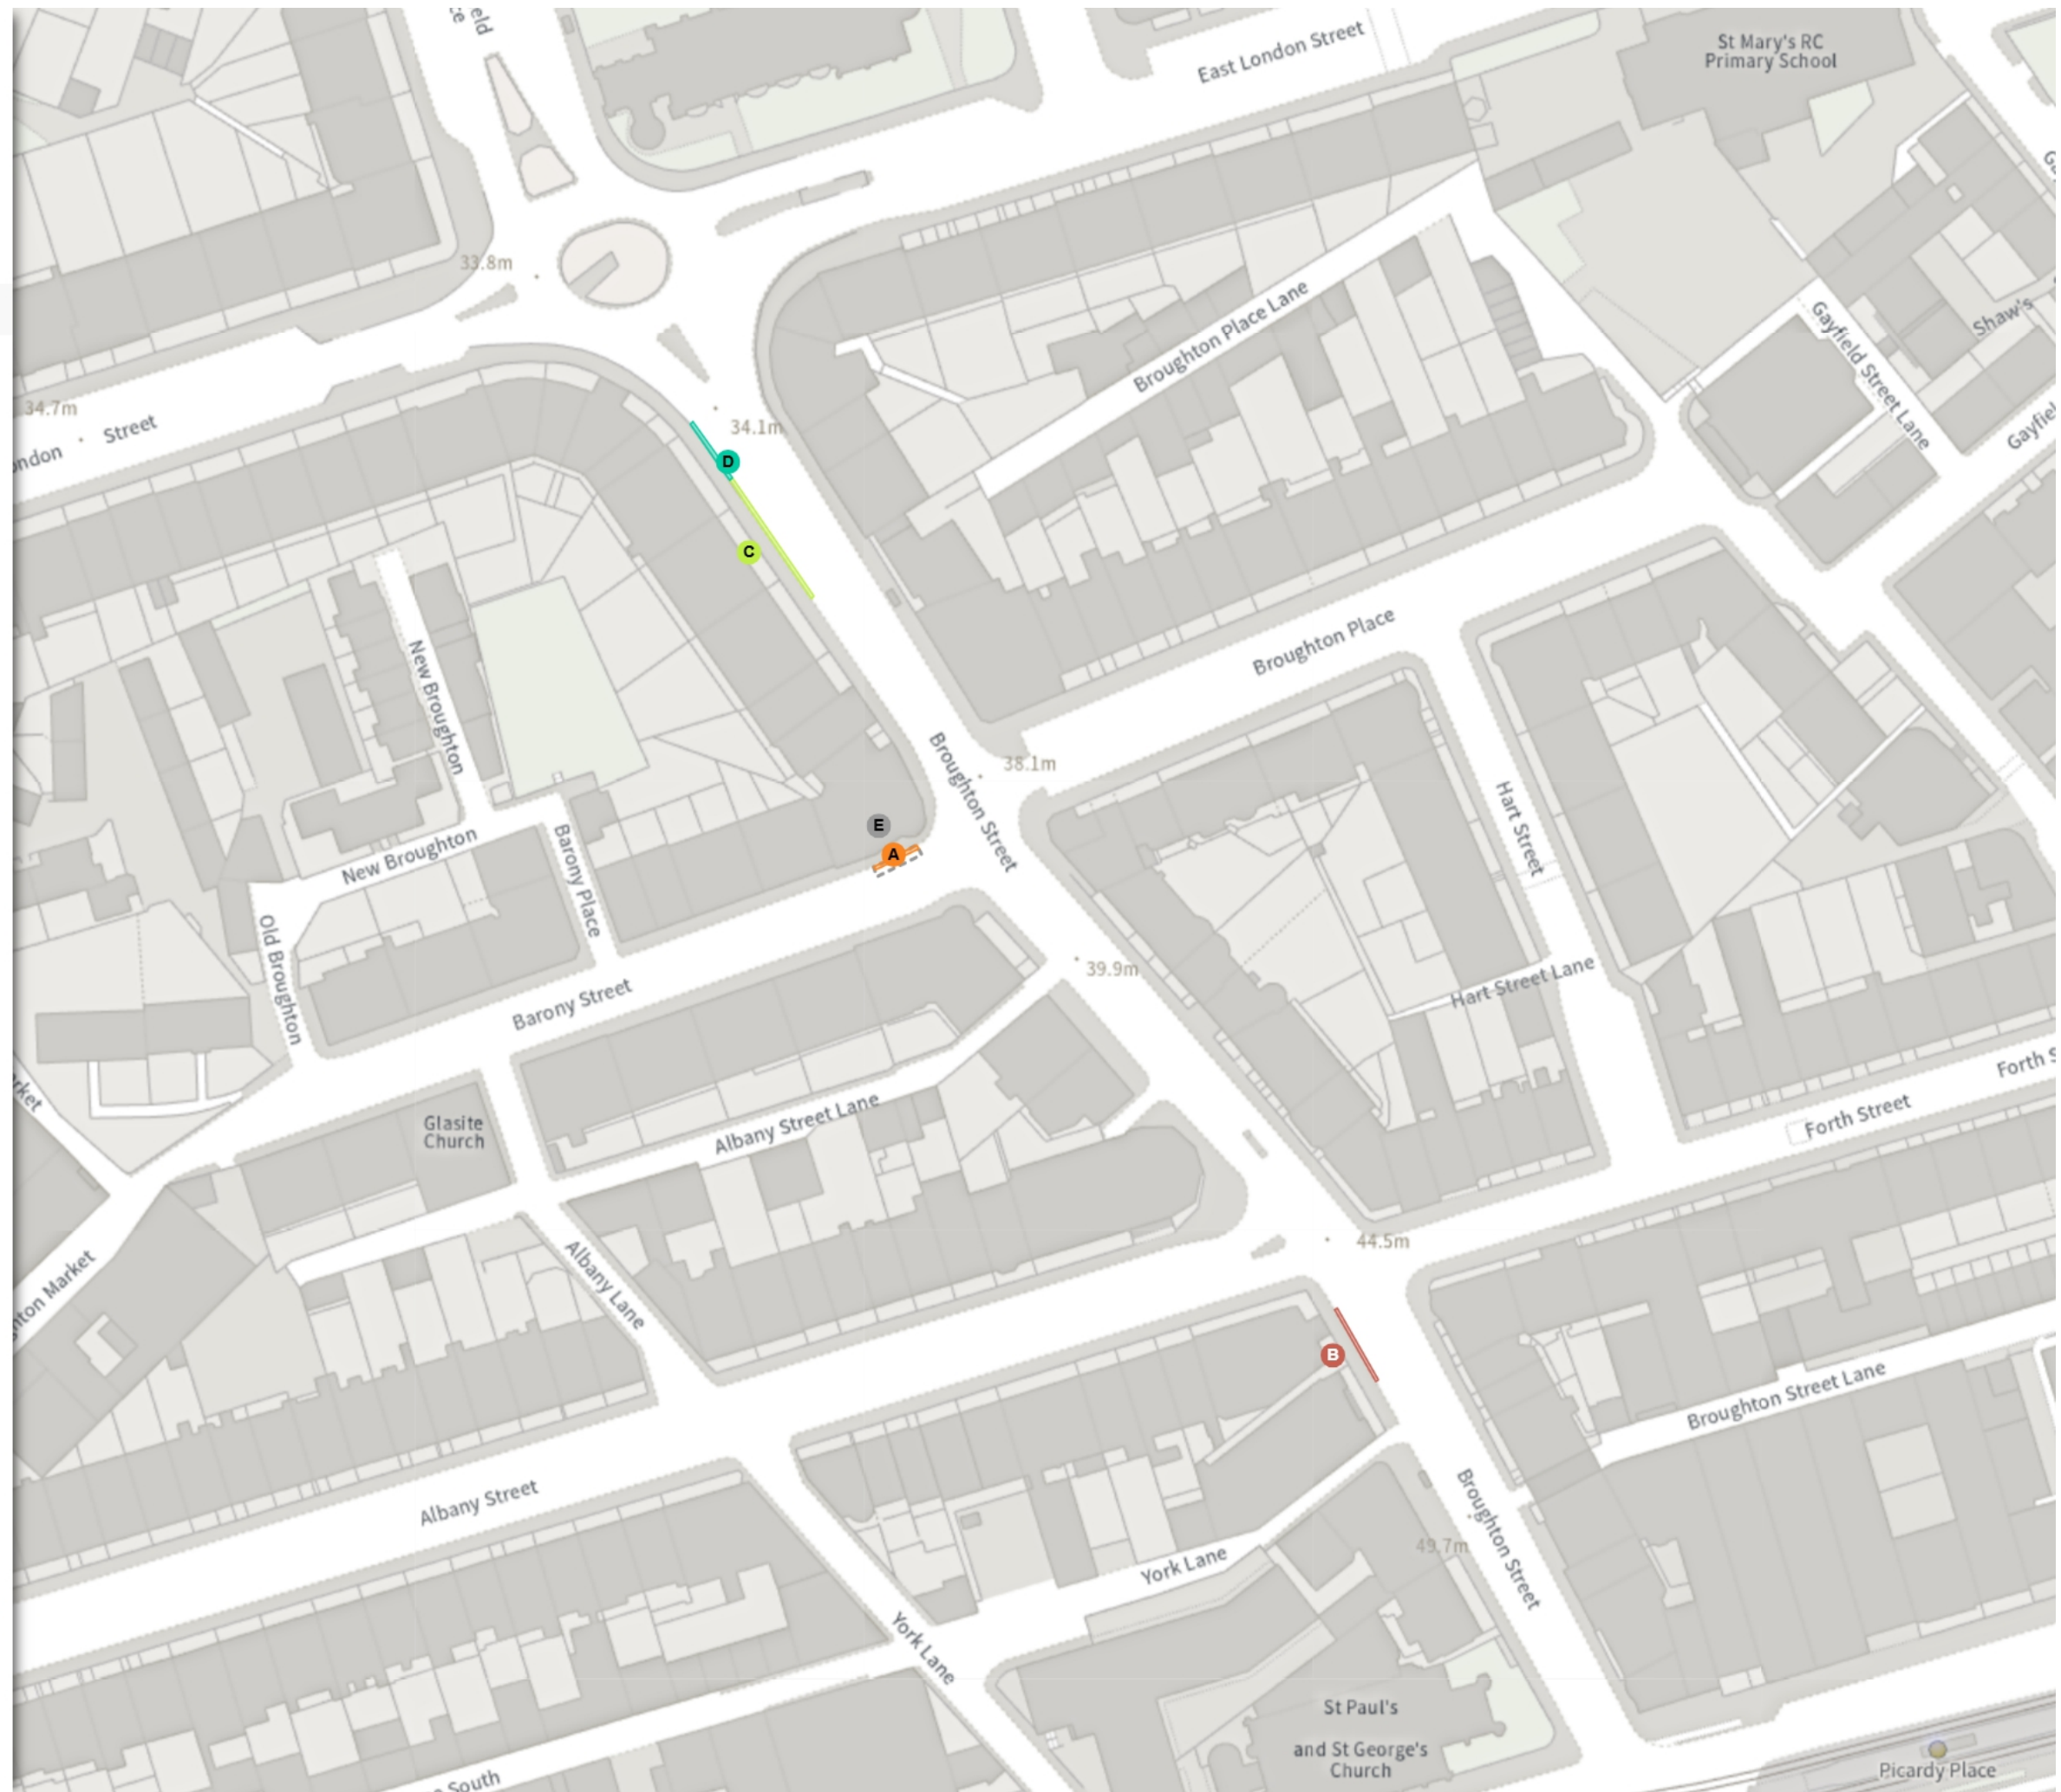 East London Street
St Mary's RC
Primary School
33.8m
Broughton Place Lane
Shaw's
Gayfield Street Lane
34.7m
Street
34.1m
D
C
New Broughton
Broughton Place
Broughton Street
38.1m
Hart Street
E
A
New Broughton
Barony Place
Old Broughton
39.9m
Barony Street
Hart Street Lane
Albany Street Lane
Forth Street
Glasite
Church
44.5m
Albany Lane
B
Broughton Street Lane
Albany Street
Broughton Street
49.7m
York Lane
York Lane
St Paul's
and St George's
Church
South
Picardy Place